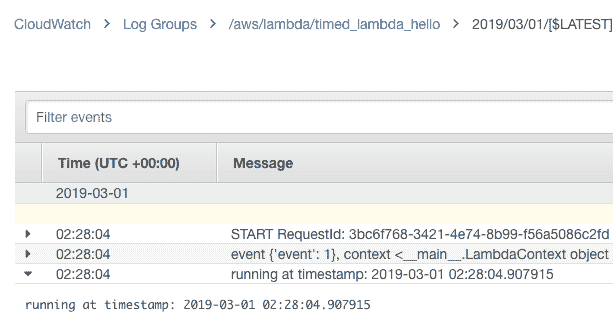 CloudWatch > Log Groups > /aws/lambda/timed_lambda_hello > 2019/03/01/[$LATEST]
Filter events
Time (UTC +00:00) Message
2019-03-01
02:28:04 START RequestId: 3bc6f768-3421-4e74-8b99-f56a5086c2fd
02:28:04 event {'event': 1}, context <__main__.LambdaContext object
02:28:04 running at timestamp: 2019-03-01 02:28:04.907915
running at timestamp: 2019-03-01 02:28:04.907915